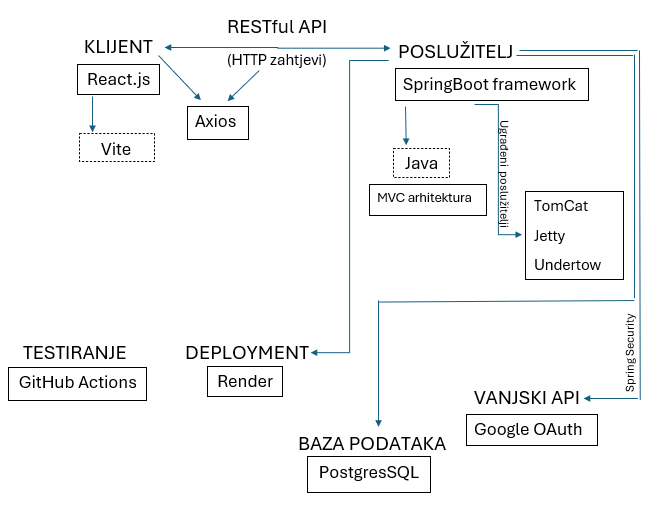 RESTful API
(HTTP zahtjevi)
KLIJENT
React.js
Vite
Axios
POSLUŽITELJ
SpringBoot framework
Java
MVC arhitektura
Ugrađeni poslužitelji
TomCat
Jetty
Undertow
TESTIRANJE
GitHub Actions
DEPLOYMENT
Render
Spring Security
VANJSKI API
Google OAuth
BAZA PODATAKA
PostgresSQL